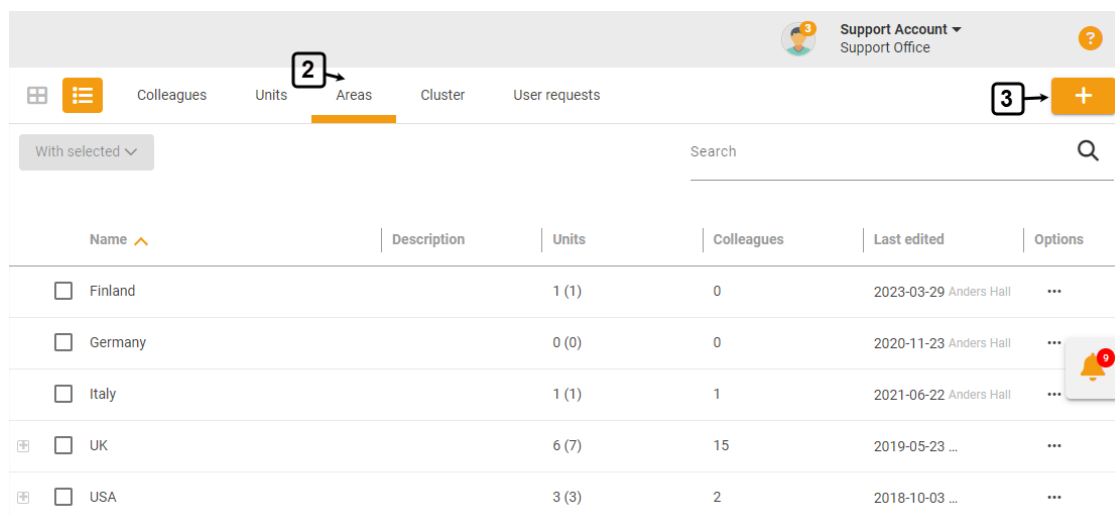 3
Support Account
Support Office
?
2
Colleagues Units Areas Cluster User requests
3
+
With selected
Search
Name Description Units Colleagues Last edited Options
Finland 1 (1) 0 2023-03-29 Anders Hall ...
Germany 0 (0) 0 2020-11-23 Anders Hall ...
9
Italy 1 (1) 1 2021-06-22 Anders Hall ...
UK 6 (7) 15 2019-05-23 ... ...
USA 3 (3) 2 2018-10-03 ... ...